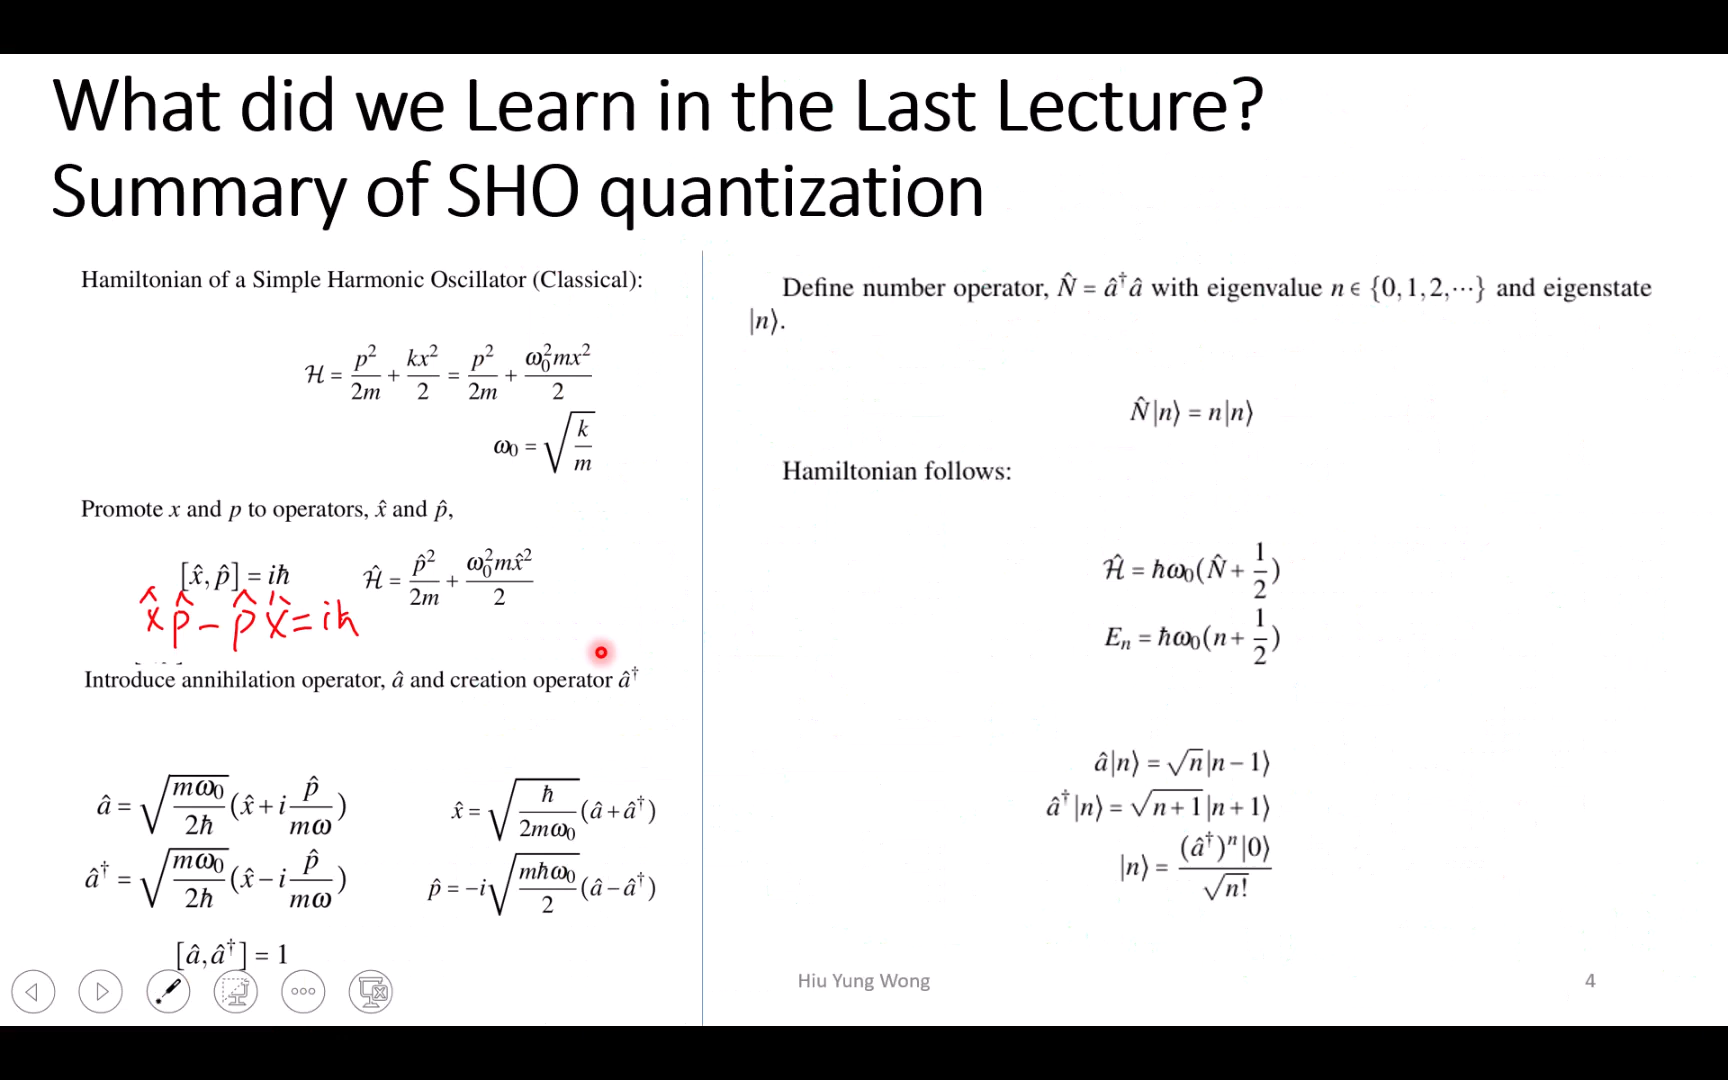 What did we Learn in the Last Lecture?
Summary of SHO quantization
Hamiltonian of a Simple Harmonic Oscillator (Classical):
ℋ = p²/2m + kx²/2 = p²/2m + ω₀²mx²/2
ω₀ = √(k/m)
Promote x and p to operators, x̂ and p̂,
[x̂, p̂] = iħ    ℋ̂ = p̂²/2m + ω₀²mx̂²/2
x̂ p̂ − p̂ x̂ = iħ
Introduce annihilation operator, â and creation operator â†
â = √(mω₀/2ħ) (x̂ + i p̂/mω)    x̂ = √(ħ/2mω₀) (â + â†)
â† = √(mω₀/2ħ) (x̂ − i p̂/mω)    p̂ = −i√(mħω₀/2) (â − â†)
[â, â†] = 1
Define number operator, N̂ = â†â with eigenvalue n ∈ {0, 1, 2, ⋯} and eigenstate
|n⟩.
N̂|n⟩ = n|n⟩
Hamiltonian follows:
ℋ̂ = ħω₀(N̂ + 1/2)
Eₙ = ħω₀(n + 1/2)
â|n⟩ = √n|n − 1⟩
â†|n⟩ = √(n + 1)|n + 1⟩
|n⟩ = (â†)ⁿ|0⟩/√n!
Hiu Yung Wong
4